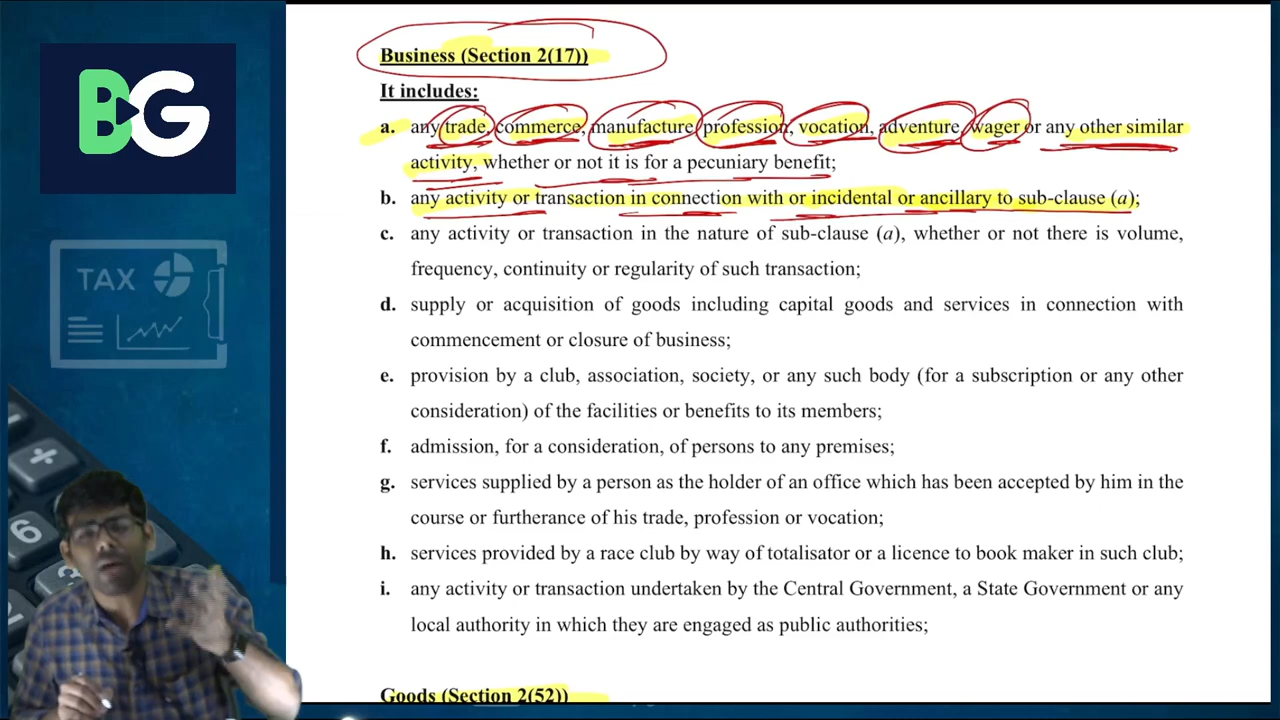 BG
TAX
Business (Section 2(17))
It includes:
a. any trade, commerce, manufacture, profession, vocation, adventure, wager or any other similar
activity, whether or not it is for a pecuniary benefit;
b. any activity or transaction in connection with or incidental or ancillary to sub-clause (a);
c. any activity or transaction in the nature of sub-clause (a), whether or not there is volume,
frequency, continuity or regularity of such transaction;
d. supply or acquisition of goods including capital goods and services in connection with
commencement or closure of business;
e. provision by a club, association, society, or any such body (for a subscription or any other
consideration) of the facilities or benefits to its members;
f. admission, for a consideration, of persons to any premises;
g. services supplied by a person as the holder of an office which has been accepted by him in the
course or furtherance of his trade, profession or vocation;
h. services provided by a race club by way of totalisator or a licence to book maker in such club;
i. any activity or transaction undertaken by the Central Government, a State Government or any
local authority in which they are engaged as public authorities;
Goods (Section 2(52))